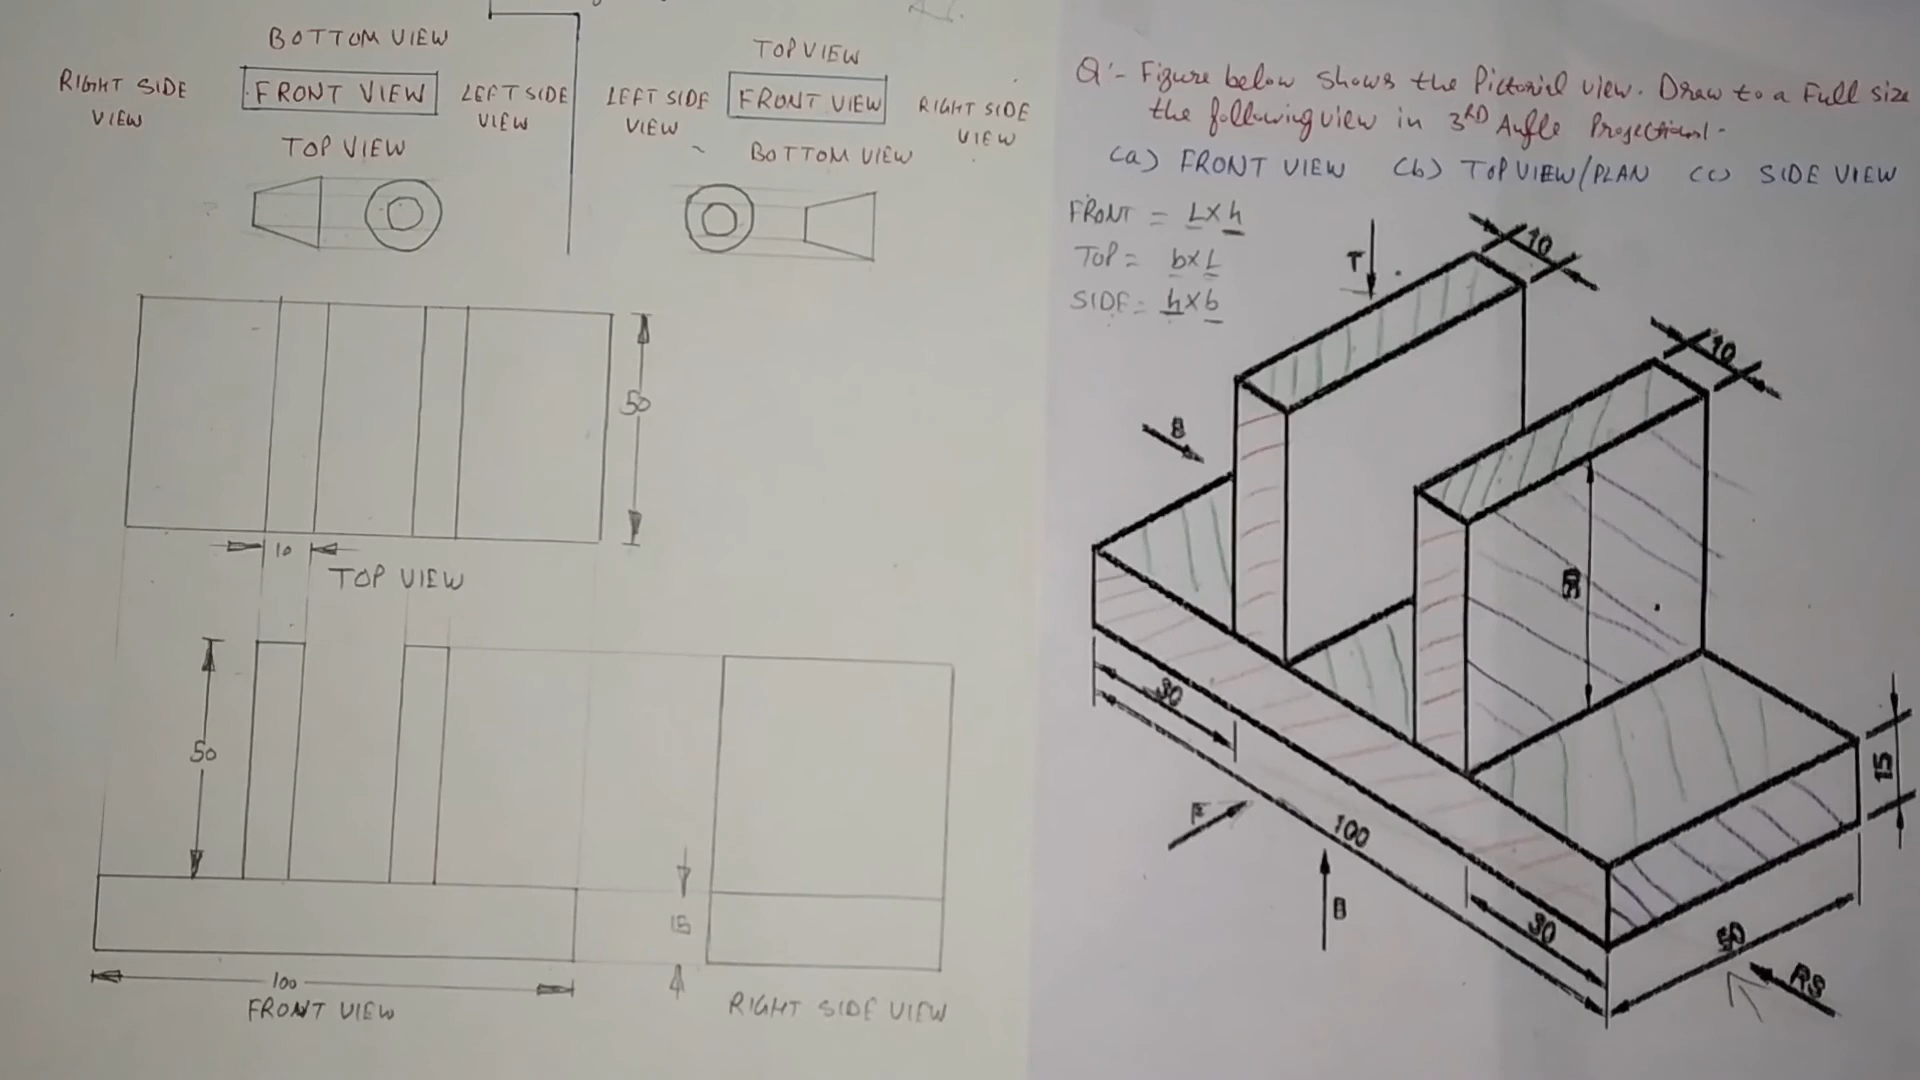 BOTTOM VIEW
RIGHT SIDE VIEW
FRONT VIEW
LEFT SIDE VIEW
TOP VIEW
TOP VIEW
LEFT SIDE VIEW
FRONT VIEW
RIGHT SIDE VIEW
BOTTOM VIEW
50
10
TOP VIEW
50
15
100
FRONT VIEW
RIGHT SIDE VIEW
Q:- Figure below shows the Pictorial view. Draw to a Full size
the following view in 3RD Angle Projection:-
(a) FRONT VIEW (b) TOP VIEW/PLAN (c) SIDE VIEW
FRONT = L×h
TOP = b×L
SIDE = h×b
T
10
10
B
30
F
100
B
30
50
15
RS